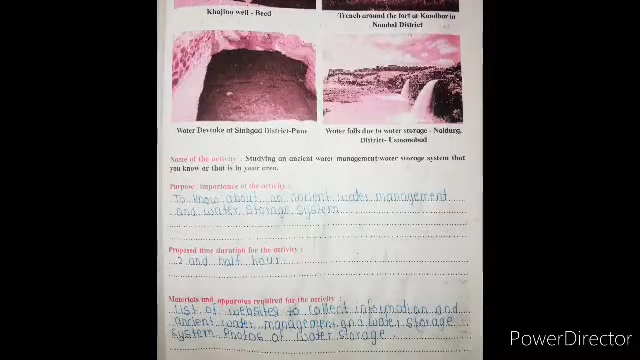 Khajina well - Beed
Trench around the fort at Kandhar in
Nanded District
Water Devtake at Sinhgad District-Pune
Water falls due to water storage - Naldurg,
District- Usmanabad
Name of the activity : Studying an ancient water management-water storage system that
you know or that is in your area.
Purpose / importance of the activity :
To know about an ancient water management
and water storage system
Proposed time duration for the activity :
2 and half hour
Materials and apparatus required for the activity :
List of websites to collect information and
ancient water management and water storage
system photos of water storage
PowerDirector